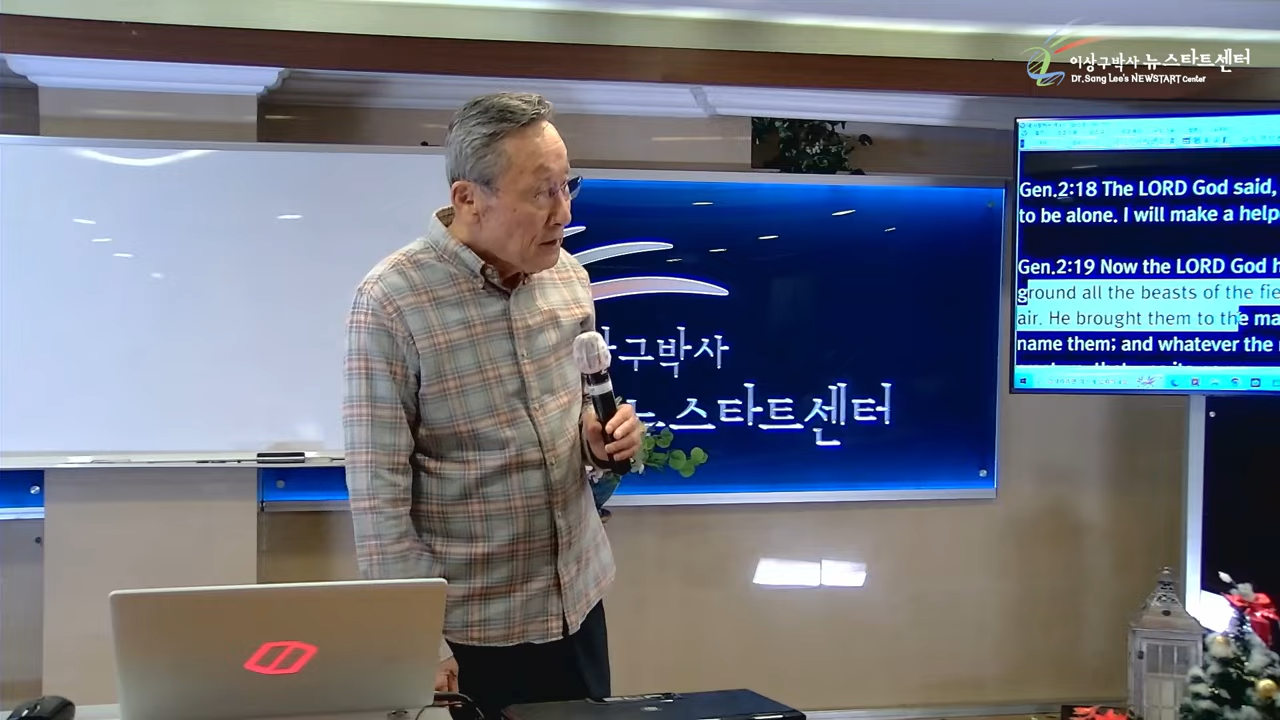 이상구박사 뉴스타트센터
Dr.Sang Lee's NEWSTART Center
Gen.2:18 The LORD God said,
to be alone. I will make a help
Gen.2:19 Now the LORD God h
ground all the beasts of the fie
air. He brought them to the ma
name them; and whatever the
구박사
뉴스타트센터